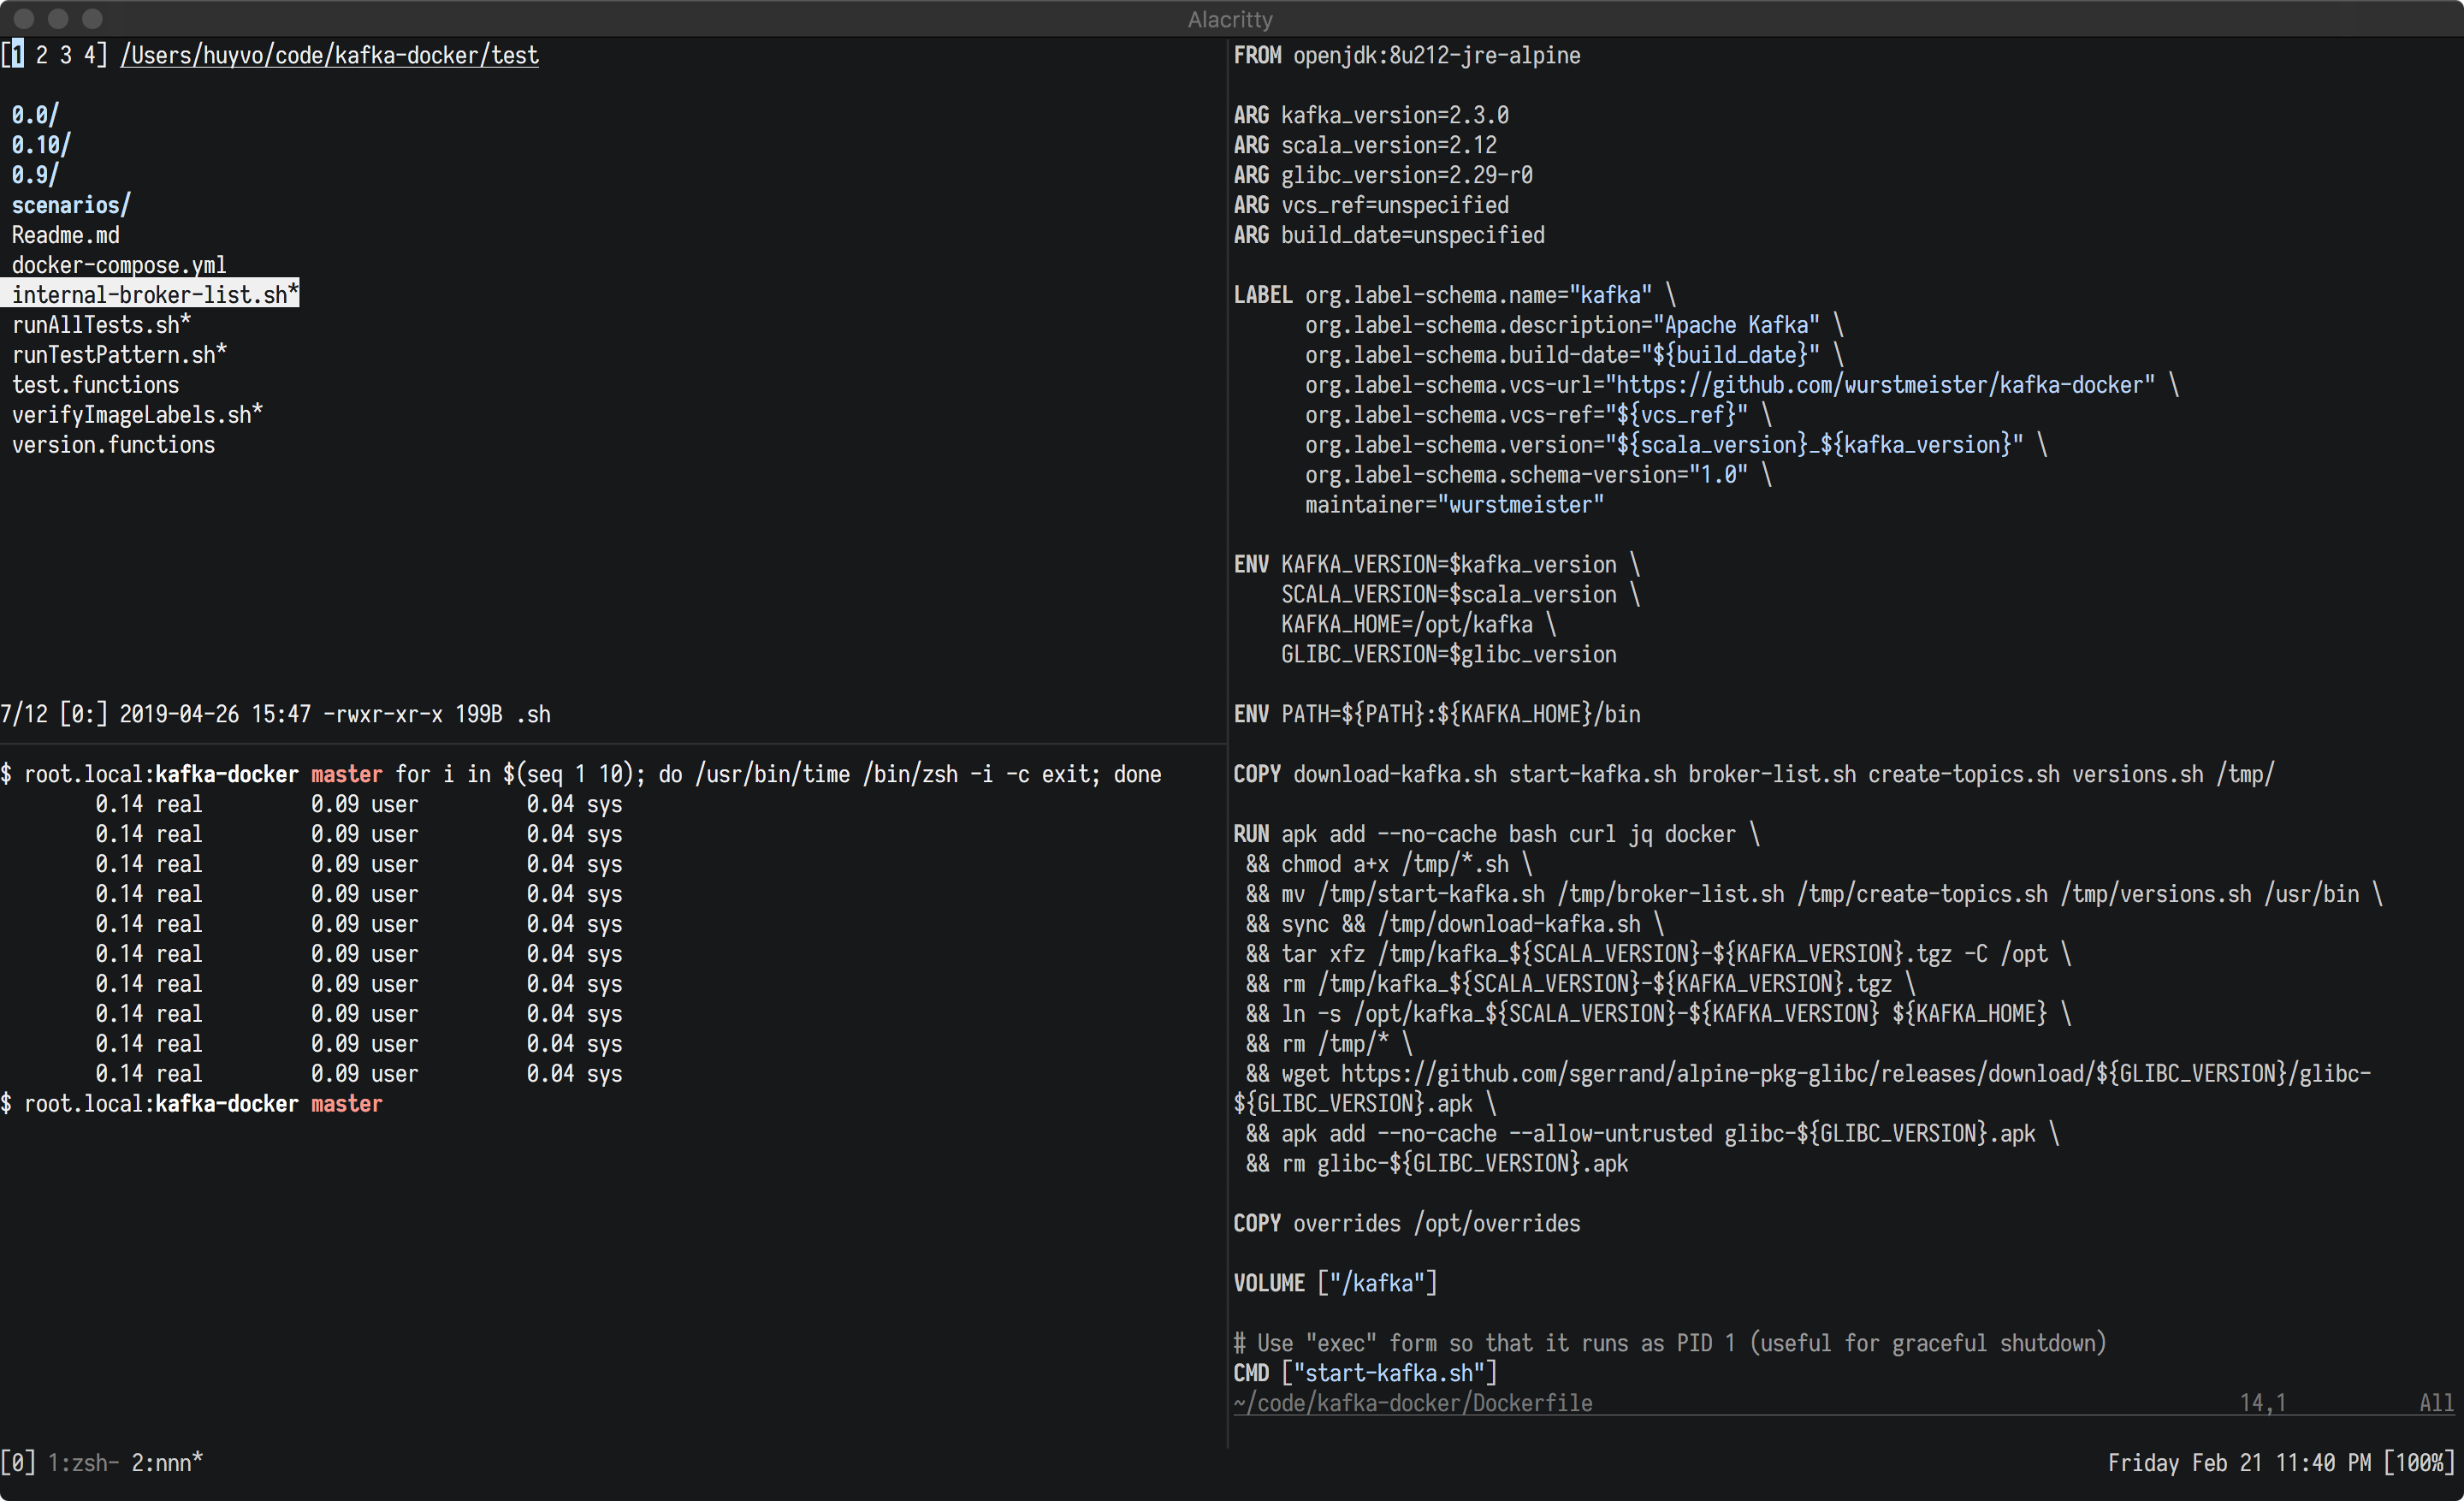 Alacritty
[1 2 3 4] /Users/huyvo/code/kafka-docker/test
0.0/
0.10/
0.9/
scenarios/
Readme.md
docker-compose.yml
internal-broker-list.sh*
runAllTests.sh*
runTestPattern.sh*
test.functions
verifyImageLabels.sh*
version.functions
7/12 [0:] 2019-04-26 15:47 -rwxr-xr-x 199B .sh
$ root.local:kafka-docker master for i in $(seq 1 10); do /usr/bin/time /bin/zsh -i -c exit; done
0.14 real 0.09 user 0.04 sys
0.14 real 0.09 user 0.04 sys
0.14 real 0.09 user 0.04 sys
0.14 real 0.09 user 0.04 sys
0.14 real 0.09 user 0.04 sys
0.14 real 0.09 user 0.04 sys
0.14 real 0.09 user 0.04 sys
0.14 real 0.09 user 0.04 sys
0.14 real 0.09 user 0.04 sys
0.14 real 0.09 user 0.04 sys
$ root.local:kafka-docker master
FROM openjdk:8u212-jre-alpine
ARG kafka_version=2.3.0
ARG scala_version=2.12
ARG glibc_version=2.29-r0
ARG vcs_ref=unspecified
ARG build_date=unspecified
LABEL org.label-schema.name="kafka" \
org.label-schema.description="Apache Kafka" \
org.label-schema.build-date="${build_date}" \
org.label-schema.vcs-url="https://github.com/wurstmeister/kafka-docker" \
org.label-schema.vcs-ref="${vcs_ref}" \
org.label-schema.version="${scala_version}_${kafka_version}" \
org.label-schema.schema-version="1.0" \
maintainer="wurstmeister"
ENV KAFKA_VERSION=$kafka_version \
SCALA_VERSION=$scala_version \
KAFKA_HOME=/opt/kafka \
GLIBC_VERSION=$glibc_version
ENV PATH=${PATH}:${KAFKA_HOME}/bin
COPY download-kafka.sh start-kafka.sh broker-list.sh create-topics.sh versions.sh /tmp/
RUN apk add --no-cache bash curl jq docker \
&& chmod a+x /tmp/*.sh \
&& mv /tmp/start-kafka.sh /tmp/broker-list.sh /tmp/create-topics.sh /tmp/versions.sh /usr/bin \
&& sync && /tmp/download-kafka.sh \
&& tar xfz /tmp/kafka_${SCALA_VERSION}-${KAFKA_VERSION}.tgz -C /opt \
&& rm /tmp/kafka_${SCALA_VERSION}-${KAFKA_VERSION}.tgz \
&& ln -s /opt/kafka_${SCALA_VERSION}-${KAFKA_VERSION} ${KAFKA_HOME} \
&& rm /tmp/* \
&& wget https://github.com/sgerrand/alpine-pkg-glibc/releases/download/${GLIBC_VERSION}/glibc-
${GLIBC_VERSION}.apk \
&& apk add --no-cache --allow-untrusted glibc-${GLIBC_VERSION}.apk \
&& rm glibc-${GLIBC_VERSION}.apk
COPY overrides /opt/overrides
VOLUME ["/kafka"]
# Use "exec" form so that it runs as PID 1 (useful for graceful shutdown)
CMD ["start-kafka.sh"]
~/code/kafka-docker/Dockerfile 14,1 All
[0] 1:zsh- 2:nnn* Friday Feb 21 11:40 PM [100%]